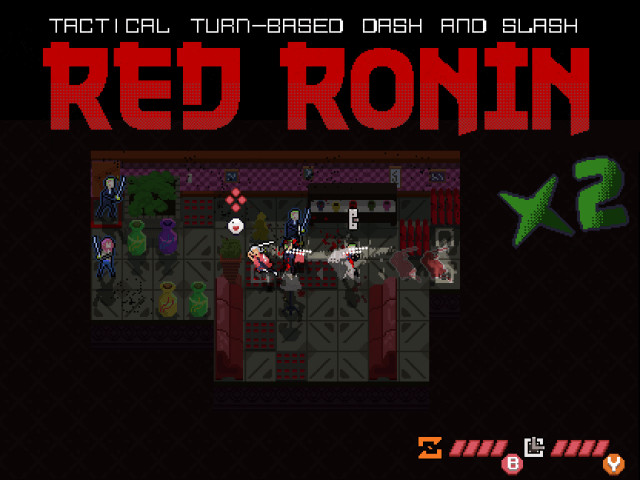 TACTICAL TURN-BASED DASH AND SLASH
RED RONIN
X2
B
Y